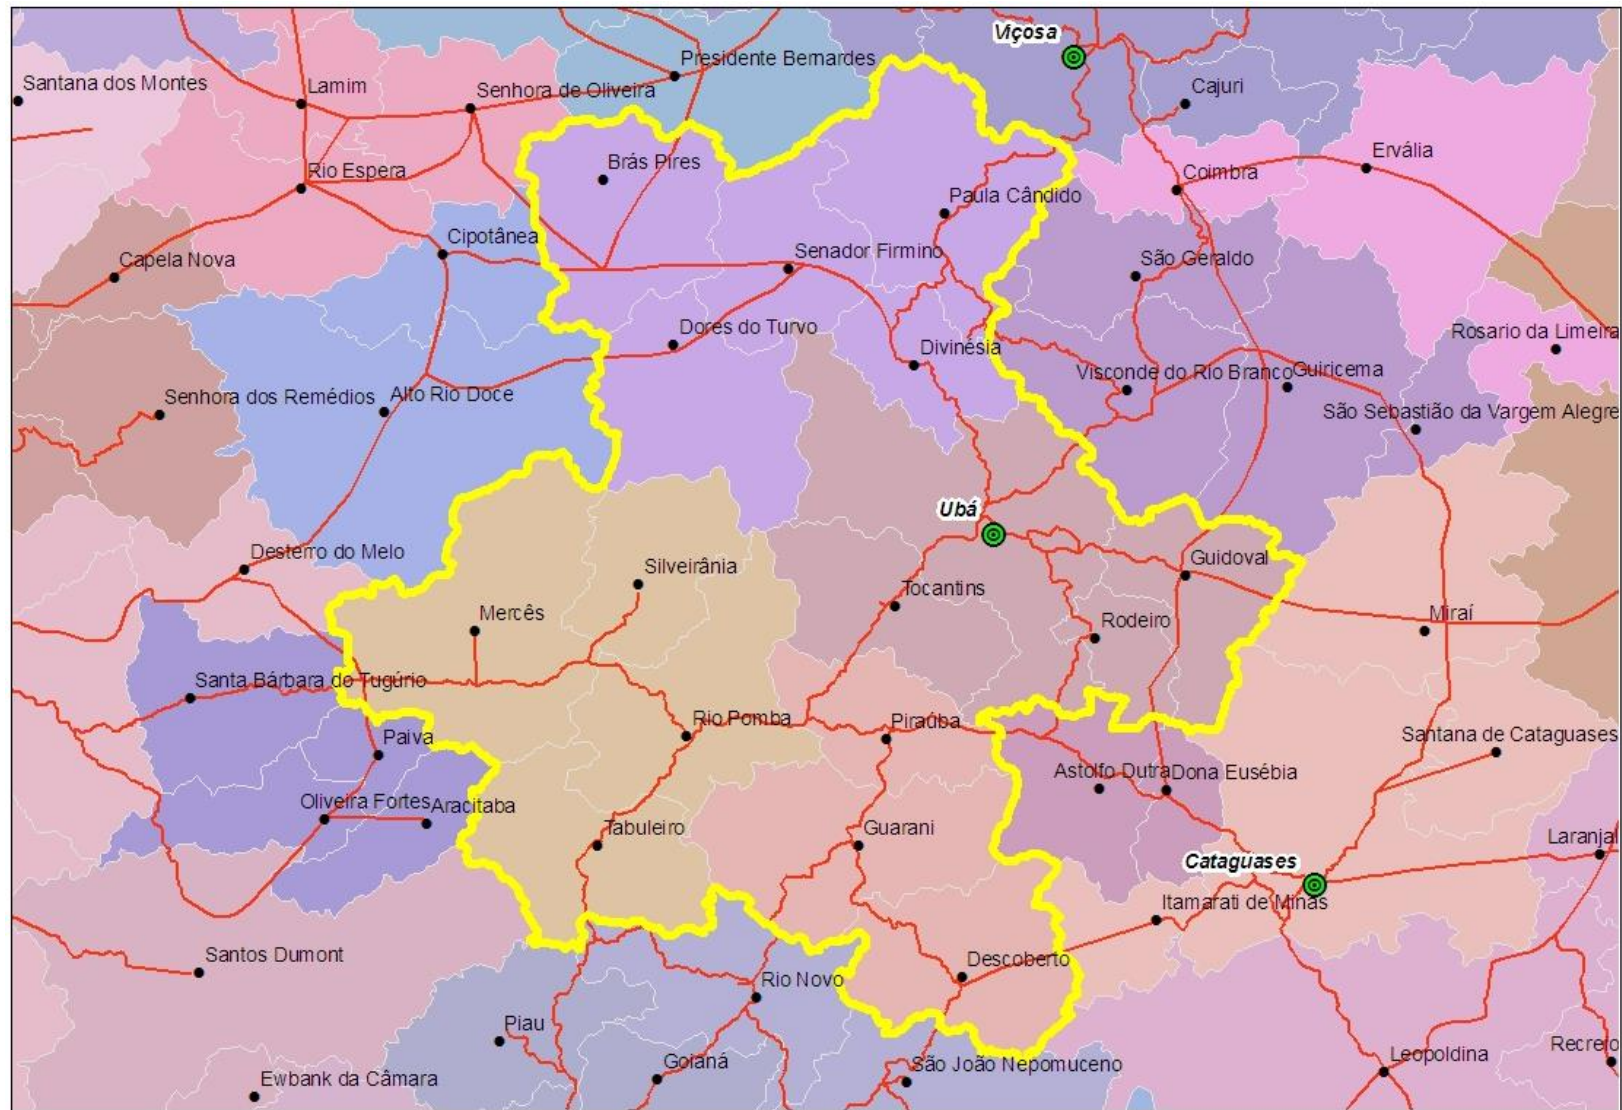 Viçosa
Presidente Bernardes
Santana dos Montes
Lamim
Senhora de Oliveira
Cajuri
Ervália
Brás Pires
Rio Espera
Coimbra
Paula Cândido
Cipotânea
Capela Nova
Senador Firmino
São Geraldo
Dores do Turvo
Rosario da Limeira
Divinésia
Visconde do Rio Branco
Guiricema
Senhora dos Remédios
Alto Rio Doce
São Sebastião da Vargem Alegre
Ubá
Desterro do Melo
Silveirânia
Guidoval
Tocantins
Mercês
Rodeiro
Miraí
Santa Bárbara do Tugúrio
Rio Pomba
Piraúba
Paiva
Santana de Cataguases
Astolfo Dutra
Dona Eusébia
Oliveira Fortes
Aracitaba
Tabuleiro
Guarani
Laranjal
Cataguases
Itamarati de Minas
Santos Dumont
Descoberto
Rio Novo
Piau
Goianá
São João Nepomuceno
Leopoldina
Recreio
Ewbank da Câmara